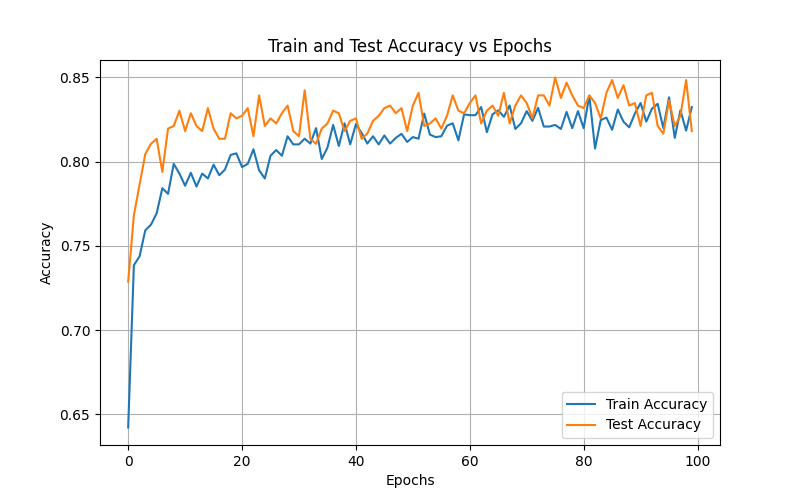 Train and Test Accuracy vs Epochs
0.85
0.80
0.75
0.70
0.65
Accuracy
0 20 40 60 80 100
Epochs
Train Accuracy
Test Accuracy